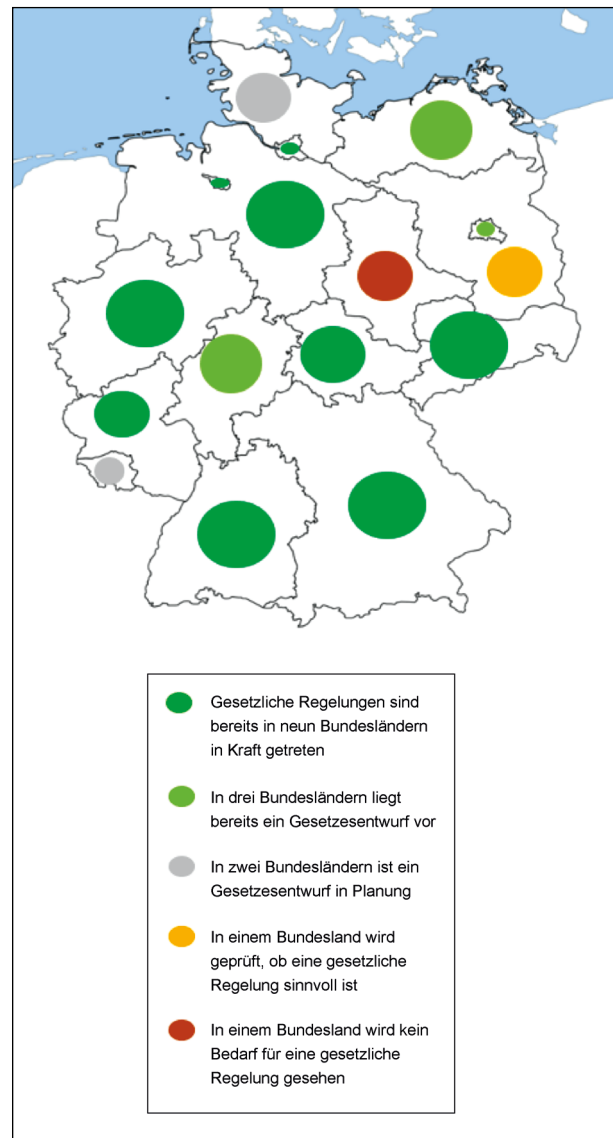 Gesetzliche Regelungen sind
bereits in neun Bundesländern
in Kraft getreten
In drei Bundesländern liegt
bereits ein Gesetzesentwurf vor
In zwei Bundesländern ist ein
Gesetzesentwurf in Planung
In einem Bundesland wird
geprüft, ob eine gesetzliche
Regelung sinnvoll ist
In einem Bundesland wird kein
Bedarf für eine gesetzliche
Regelung gesehen